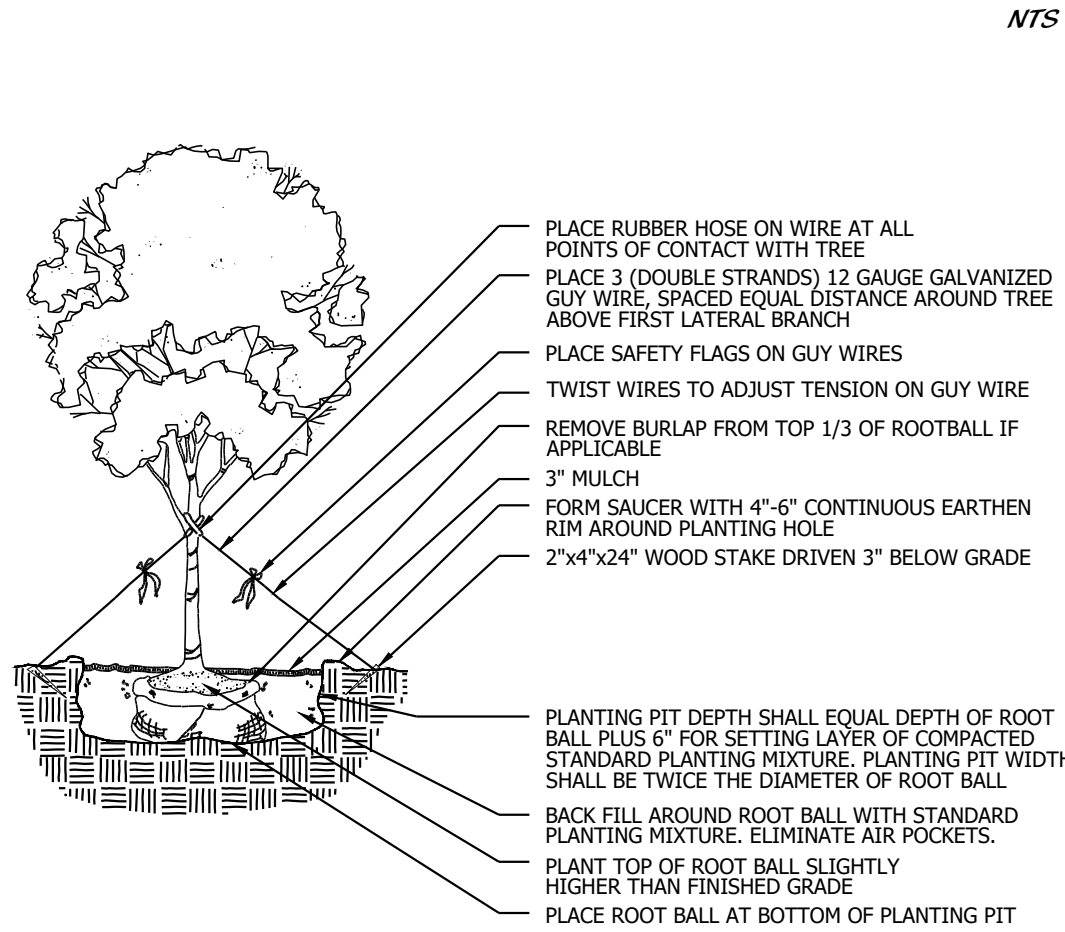 NTS
PLACE RUBBER HOSE ON WIRE AT ALL
POINTS OF CONTACT WITH TREE
PLACE 3 (DOUBLE STRANDS) 12 GAUGE GALVANIZED
GUY WIRE, SPACED EQUAL DISTANCE AROUND TREE
ABOVE FIRST LATERAL BRANCH
PLACE SAFETY FLAGS ON GUY WIRES
TWIST WIRES TO ADJUST TENSION ON GUY WIRE
REMOVE BURLAP FROM TOP 1/3 OF ROOTBALL IF
APPLICABLE
3" MULCH
FORM SAUCER WITH 4"-6" CONTINUOUS EARTHEN
RIM AROUND PLANTING HOLE
2"x4"x24" WOOD STAKE DRIVEN 3" BELOW GRADE
PLANTING PIT DEPTH SHALL EQUAL DEPTH OF ROOT
BALL PLUS 6" FOR SETTING LAYER OF COMPACTED
STANDARD PLANTING MIXTURE. PLANTING PIT WIDTH
SHALL BE TWICE THE DIAMETER OF ROOT BALL
BACK FILL AROUND ROOT BALL WITH STANDARD
PLANTING MIXTURE. ELIMINATE AIR POCKETS.
PLANT TOP OF ROOT BALL SLIGHTLY
HIGHER THAN FINISHED GRADE
PLACE ROOT BALL AT BOTTOM OF PLANTING PIT